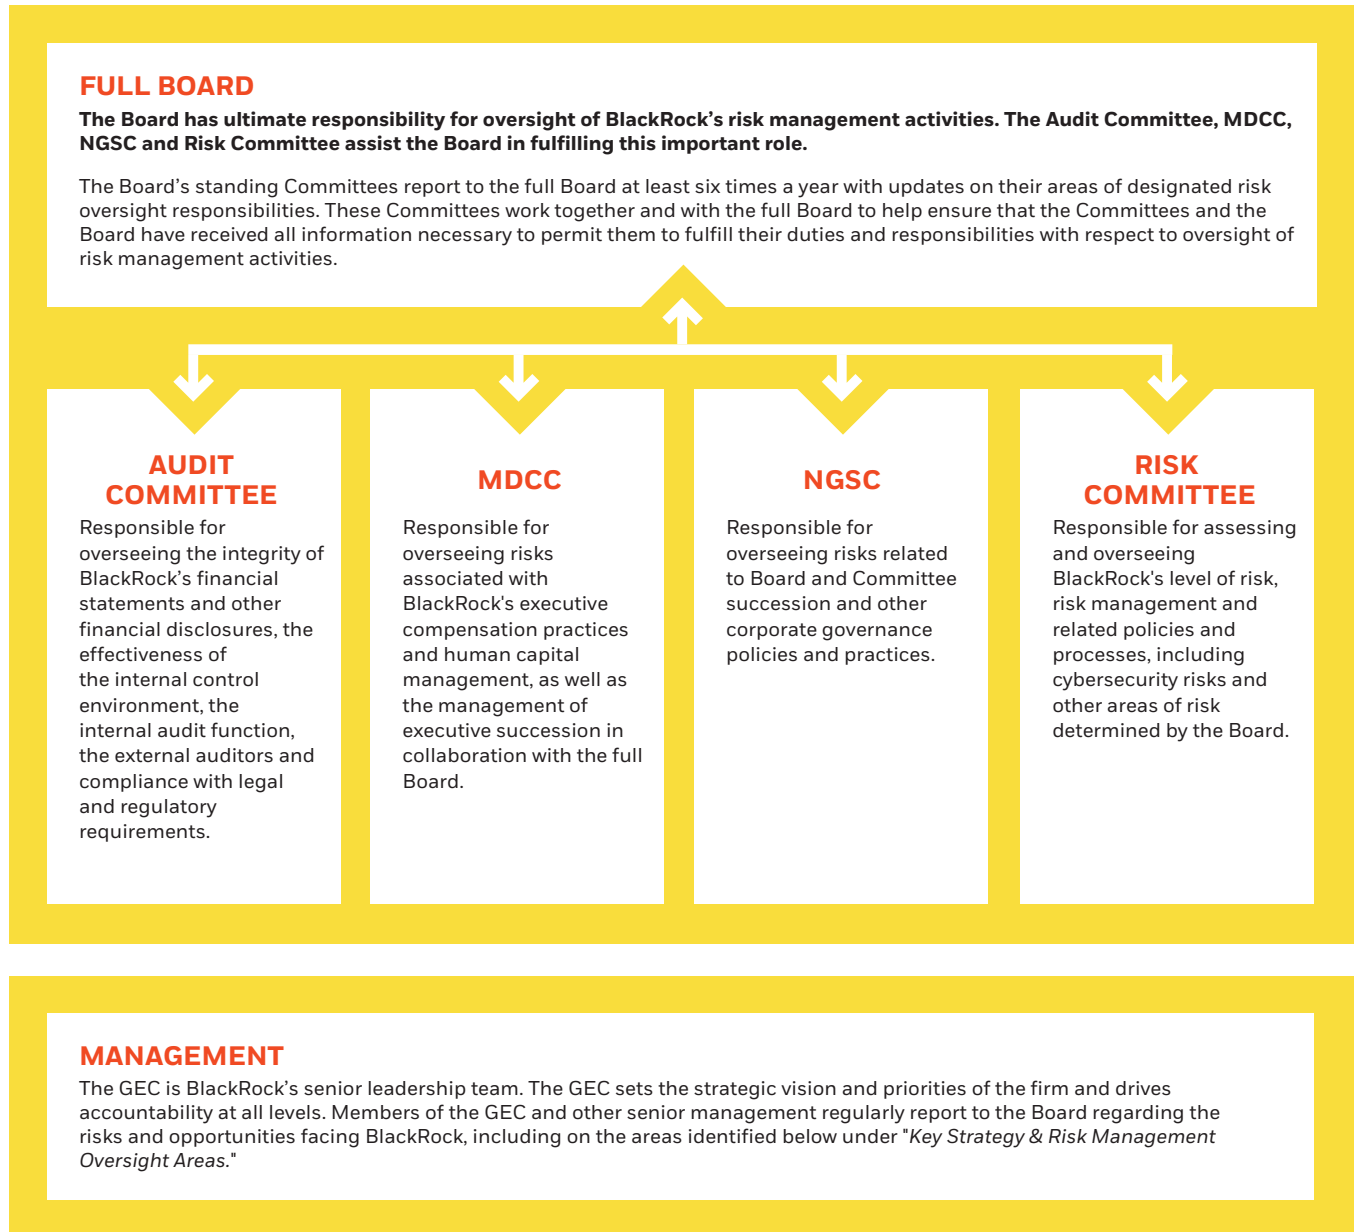 FULL BOARD
The Board has ultimate responsibility for oversight of BlackRock’s risk management activities. The Audit Committee, MDCC,
NGSC and Risk Committee assist the Board in fulfilling this important role.
The Board’s standing Committees report to the full Board at least six times a year with updates on their areas of designated risk
oversight responsibilities. These Committees work together and with the full Board to help ensure that the Committees and the
Board have received all information necessary to permit them to fulfill their duties and responsibilities with respect to oversight of
risk management activities.
AUDIT
COMMITTEE
Responsible for
overseeing the integrity of
BlackRock’s financial
statements and other
financial disclosures, the
effectiveness of
the internal control
environment, the
internal audit function,
the external auditors and
compliance with legal
and regulatory
requirements.
MDCC
Responsible for
overseeing risks
associated with
BlackRock's executive
compensation practices
and human capital
management, as well as
the management of
executive succession in
collaboration with the full
Board.
NGSC
Responsible for
overseeing risks related
to Board and Committee
succession and other
corporate governance
policies and practices.
RISK
COMMITTEE
Responsible for assessing
and overseeing
BlackRock's level of risk,
risk management and
related policies and
processes, including
cybersecurity risks and
other areas of risk
determined by the Board.
MANAGEMENT
The GEC is BlackRock’s senior leadership team. The GEC sets the strategic vision and priorities of the firm and drives
accountability at all levels. Members of the GEC and other senior management regularly report to the Board regarding the
risks and opportunities facing BlackRock, including on the areas identified below under "Key Strategy & Risk Management
Oversight Areas."